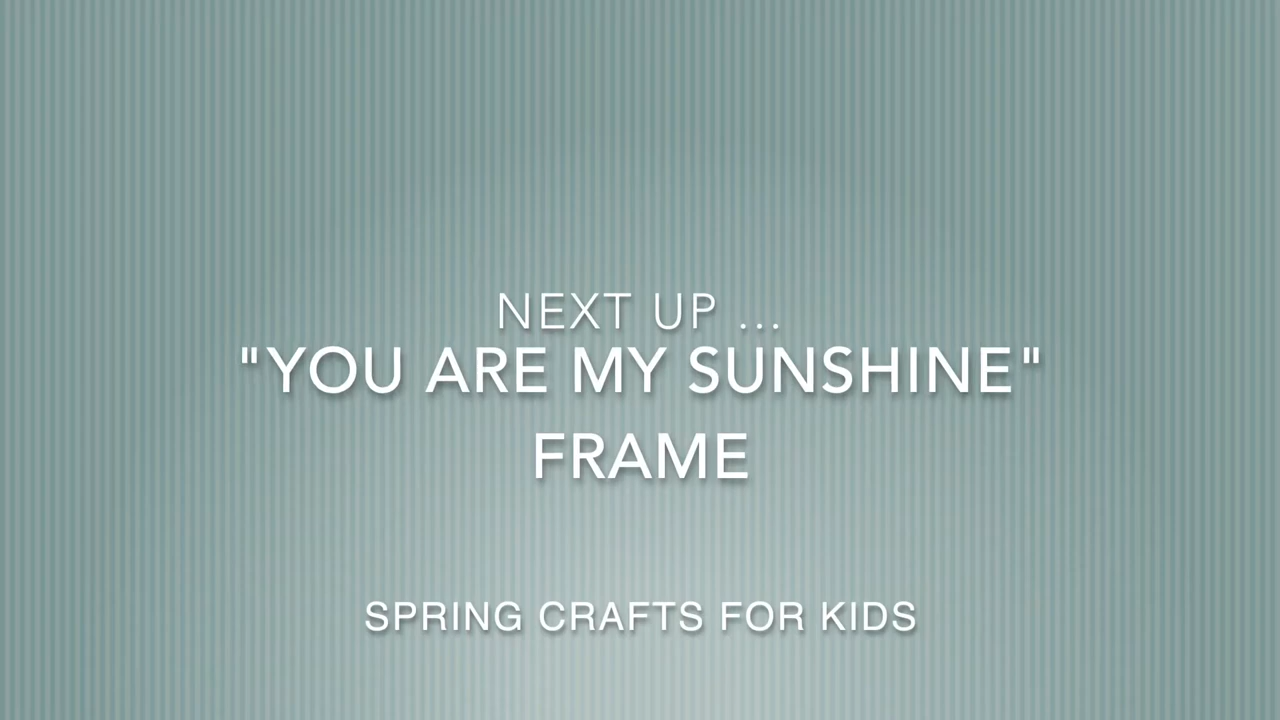 NEXT UP ...
"YOU ARE MY SUNSHINE"
FRAME
SPRING CRAFTS FOR KIDS